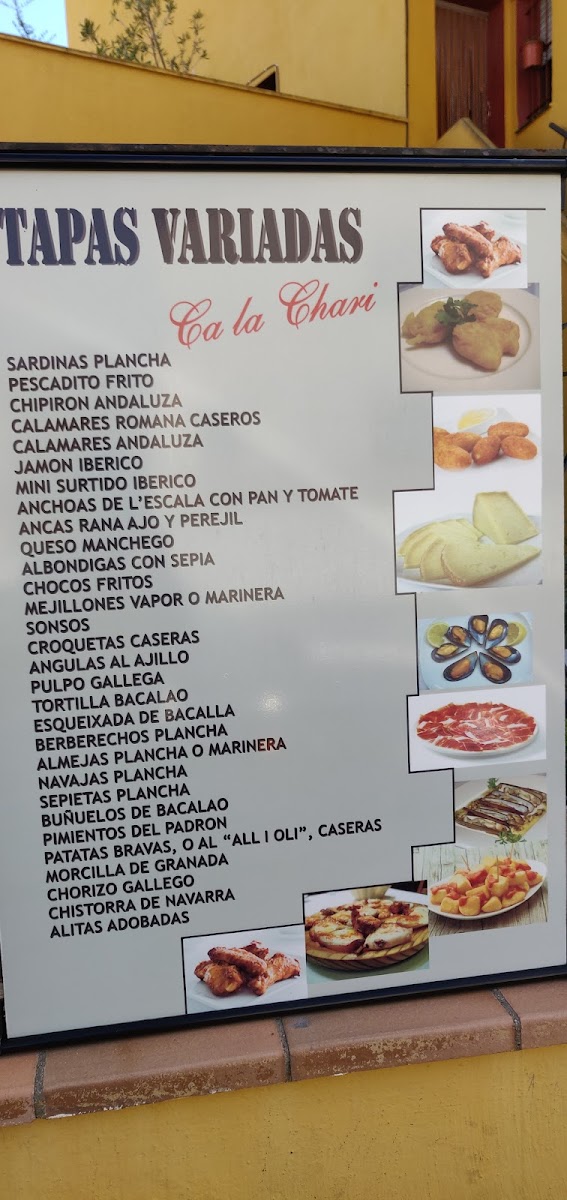 TAPAS VARIADAS
Ca la Chari
SARDINAS PLANCHA
PESCADITO FRITO
CHIPIRON ANDALUZA
CALAMARES ROMANA CASEROS
CALAMARES ANDALUZA
JAMON IBERICO
MINI SURTIDO IBERICO
ANCHOAS DE L'ESCALA CON PAN Y TOMATE
ANCAS RANA AJO Y PEREJIL
QUESO MANCHEGO
ALBONDIGAS CON SEPIA
CHOCOS FRITOS
MEJILLONES VAPOR O MARINERA
SONSOS
CROQUETAS CASERAS
ANGULAS AL AJILLO
PULPO GALLEGA
TORTILLA BACALAO
ESQUEIXADA DE BACALLA
BERBERECHOS PLANCHA
ALMEJAS PLANCHA O MARINERA
NAVAJAS PLANCHA
SEPIETAS PLANCHA
BUÑUELOS DE BACALAO
PIMIENTOS DEL PADRON
PATATAS BRAVAS, O AL “ALL I OLI”, CASERAS
MORCILLA DE GRANADA
CHORIZO GALLEGO
CHISTORRA DE NAVARRA
ALITAS ADOBADAS